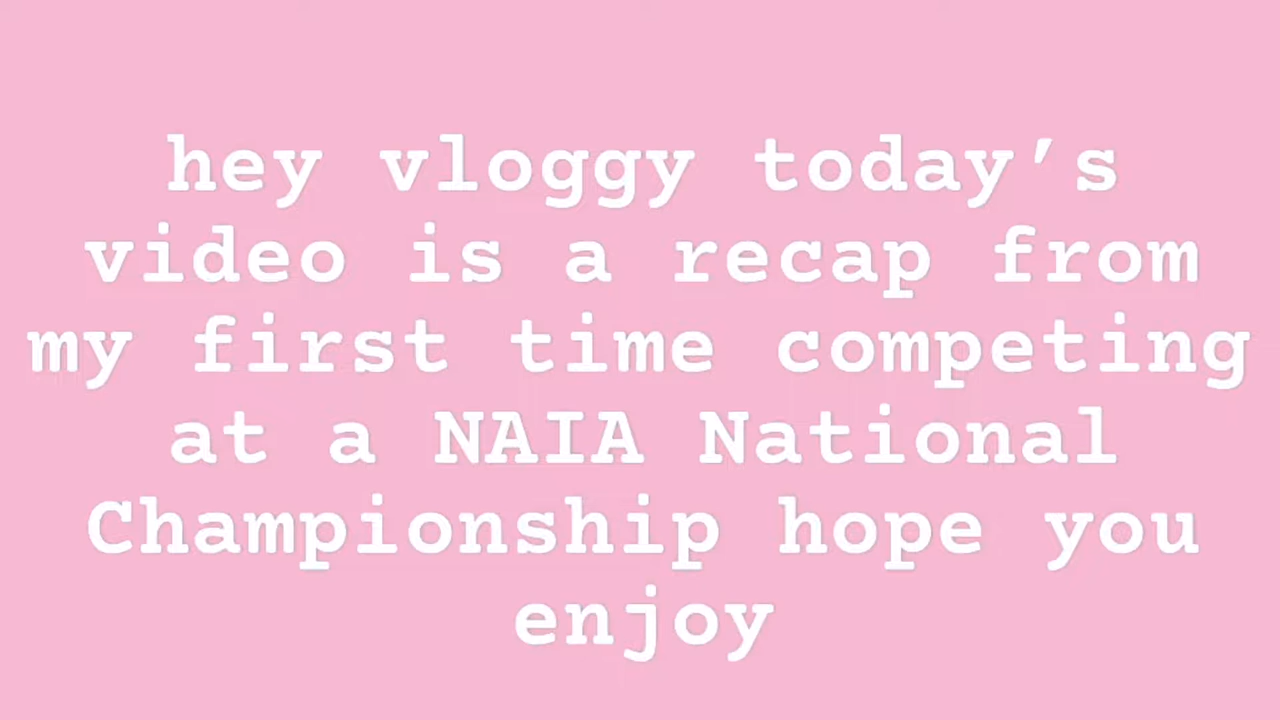 hey vloggy today’s
video is a recap from
my first time competing
at a NAIA National
Championship hope you
enjoy